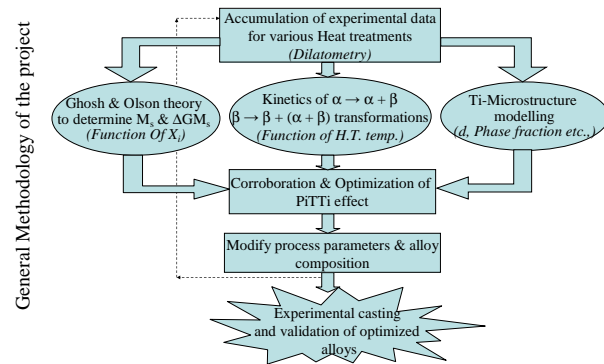 General Methodology of the project
Accumulation of experimental data
for various Heat treatments
(Dilatometry)
Ghosh & Olson theory
to determine Mₛ & ΔGMₛ
(Function Of Xᵢ)
Kinetics of α → α + β
β → β + (α + β) transformations
(Function of H.T. temp.)
Ti-Microstructure
modelling
(d, Phase fraction etc.,)
Corroboration & Optimization of
PiTTi effect
Modify process parameters & alloy
composition
Experimental casting
and validation of optimized
alloys